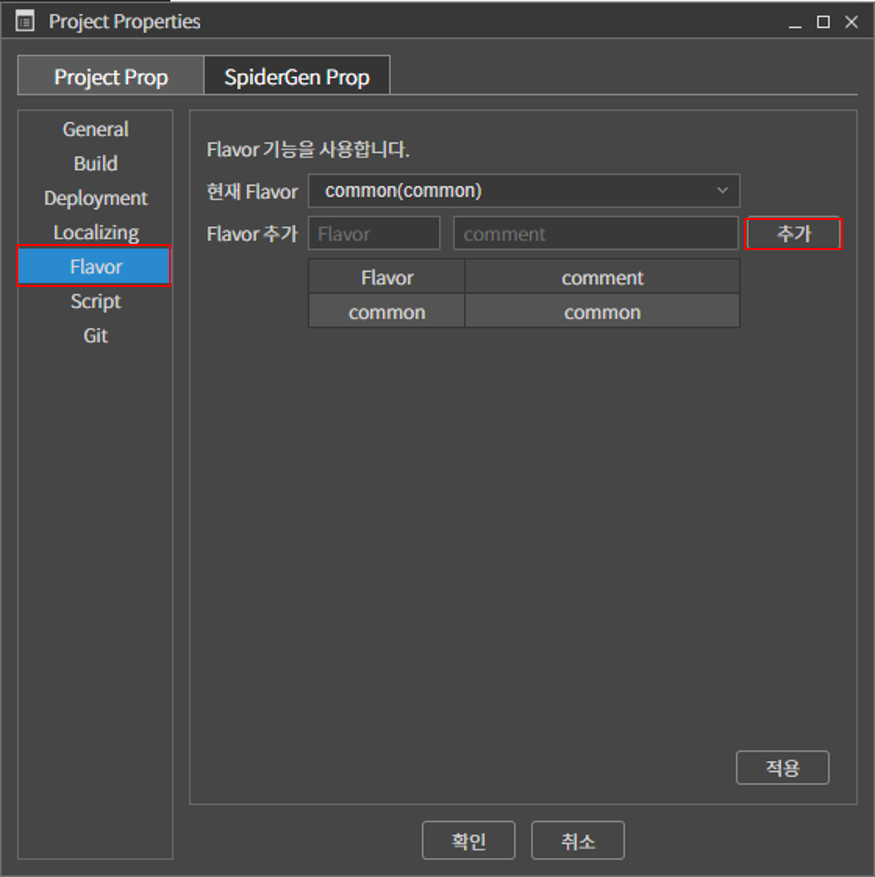 Project Properties
Project Prop SpiderGen Prop
General
Build
Deployment
Localizing
Flavor
Script
Git
Flavor 기능을 사용합니다.
현재 Flavor common(common)
Flavor 추가 Flavor comment 추가
Flavor comment
common common
적용
확인 취소